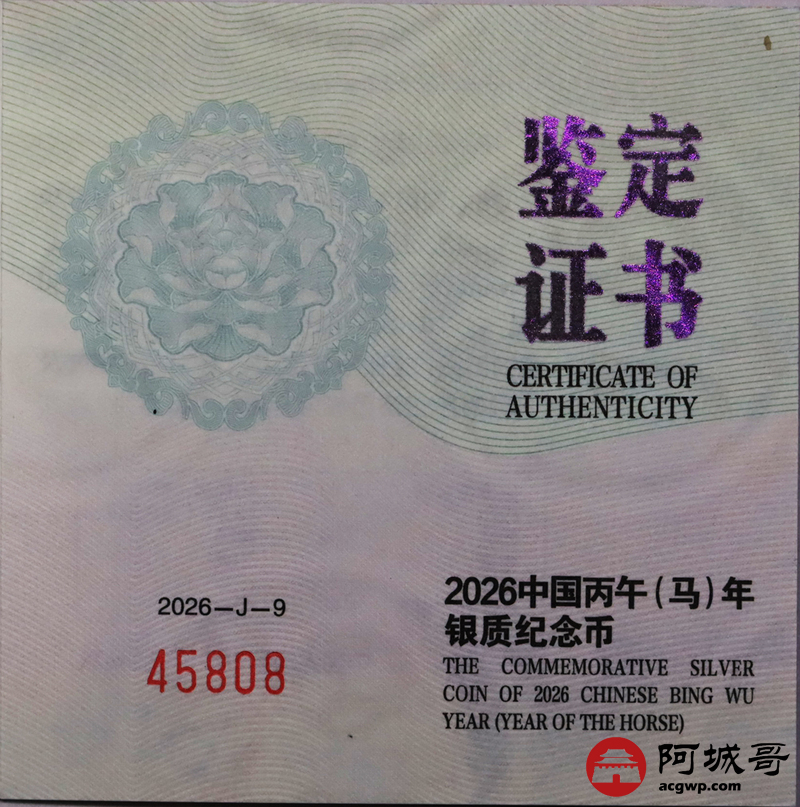 鉴定
证书
CERTIFICATE OF
AUTHENTICITY
2026-J-9
45808
2026中国丙午(马)年
银质纪念币
THE COMMEMORATIVE SILVER
COIN OF 2026 CHINESE BING WU
YEAR (YEAR OF THE HORSE)
阿城哥
acgwp.com